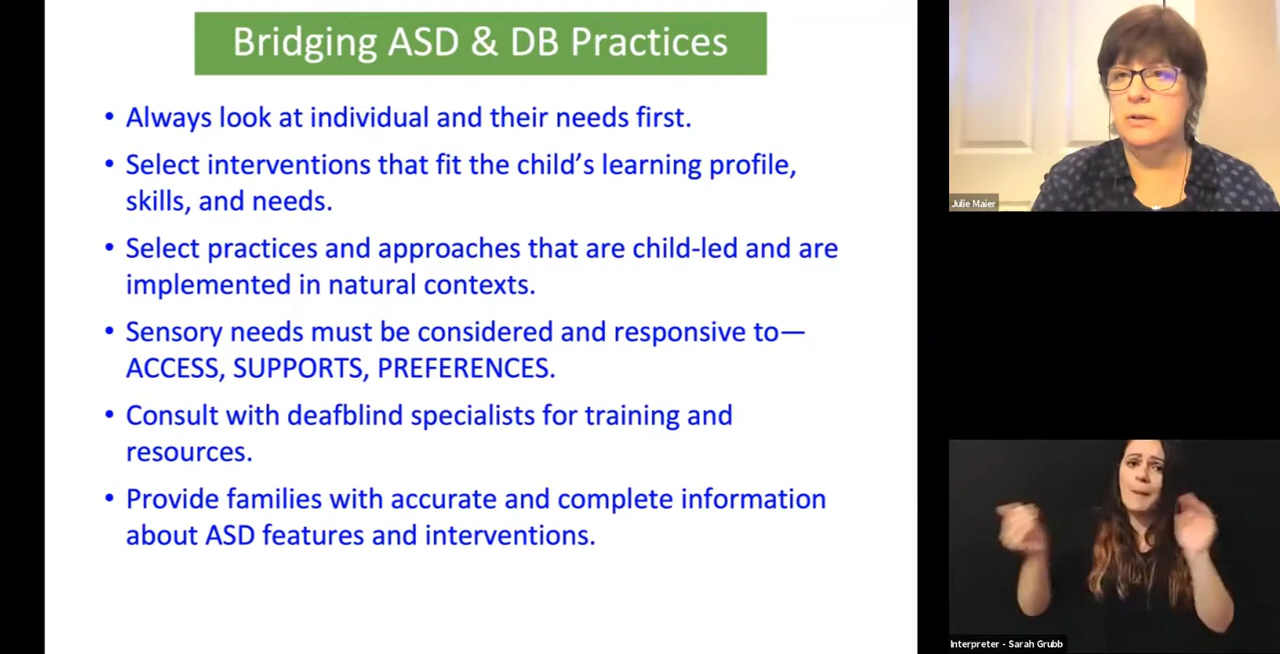 Bridging ASD & DB Practices
• Always look at individual and their needs first.
• Select interventions that fit the child's learning profile,
skills, and needs.
• Select practices and approaches that are child-led and are
implemented in natural contexts.
• Sensory needs must be considered and responsive to—
ACCESS, SUPPORTS, PREFERENCES.
• Consult with deafblind specialists for training and
resources.
• Provide families with accurate and complete information
about ASD features and interventions.
Julie Maier
Interpreter - Sarah Grubb